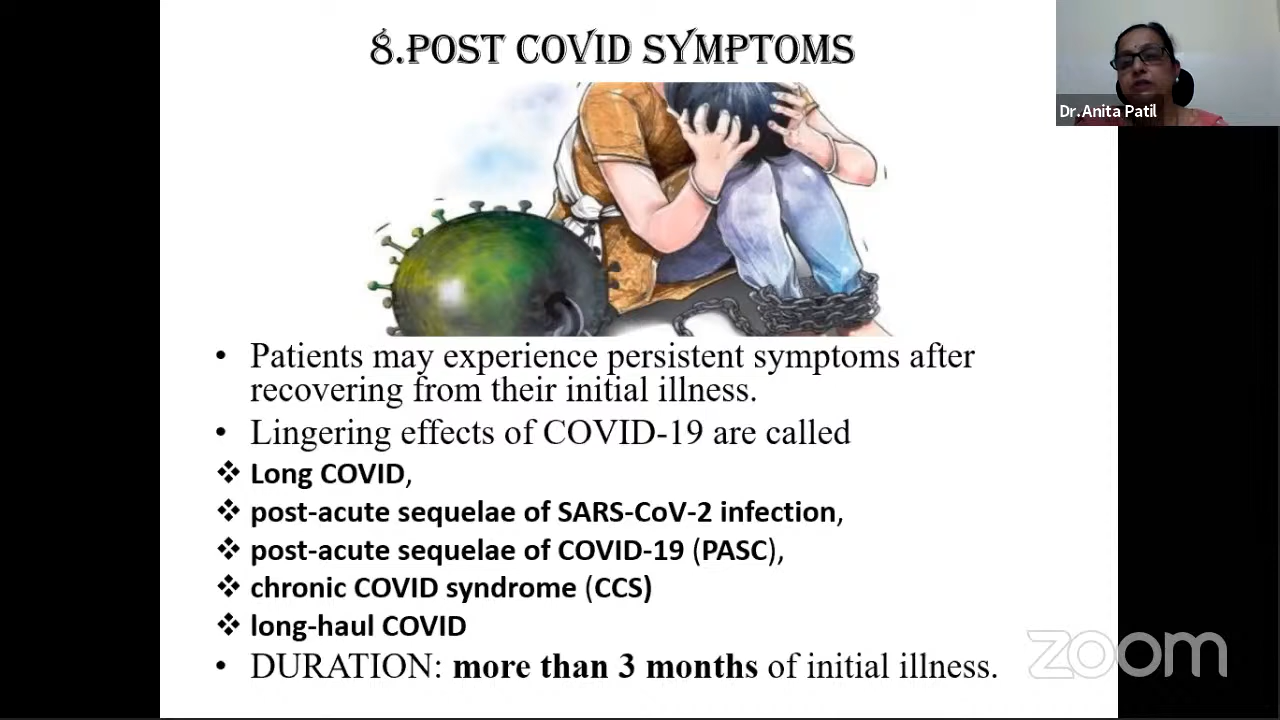 8.POST COVID SYMPTOMS
Dr.Anita Patil
• Patients may experience persistent symptoms after
recovering from their initial illness.
• Lingering effects of COVID-19 are called
❖ Long COVID,
❖ post-acute sequelae of SARS-CoV-2 infection,
❖ post-acute sequelae of COVID-19 (PASC),
❖ chronic COVID syndrome (CCS)
❖ long-haul COVID
• DURATION: more than 3 months of initial illness.
zoom